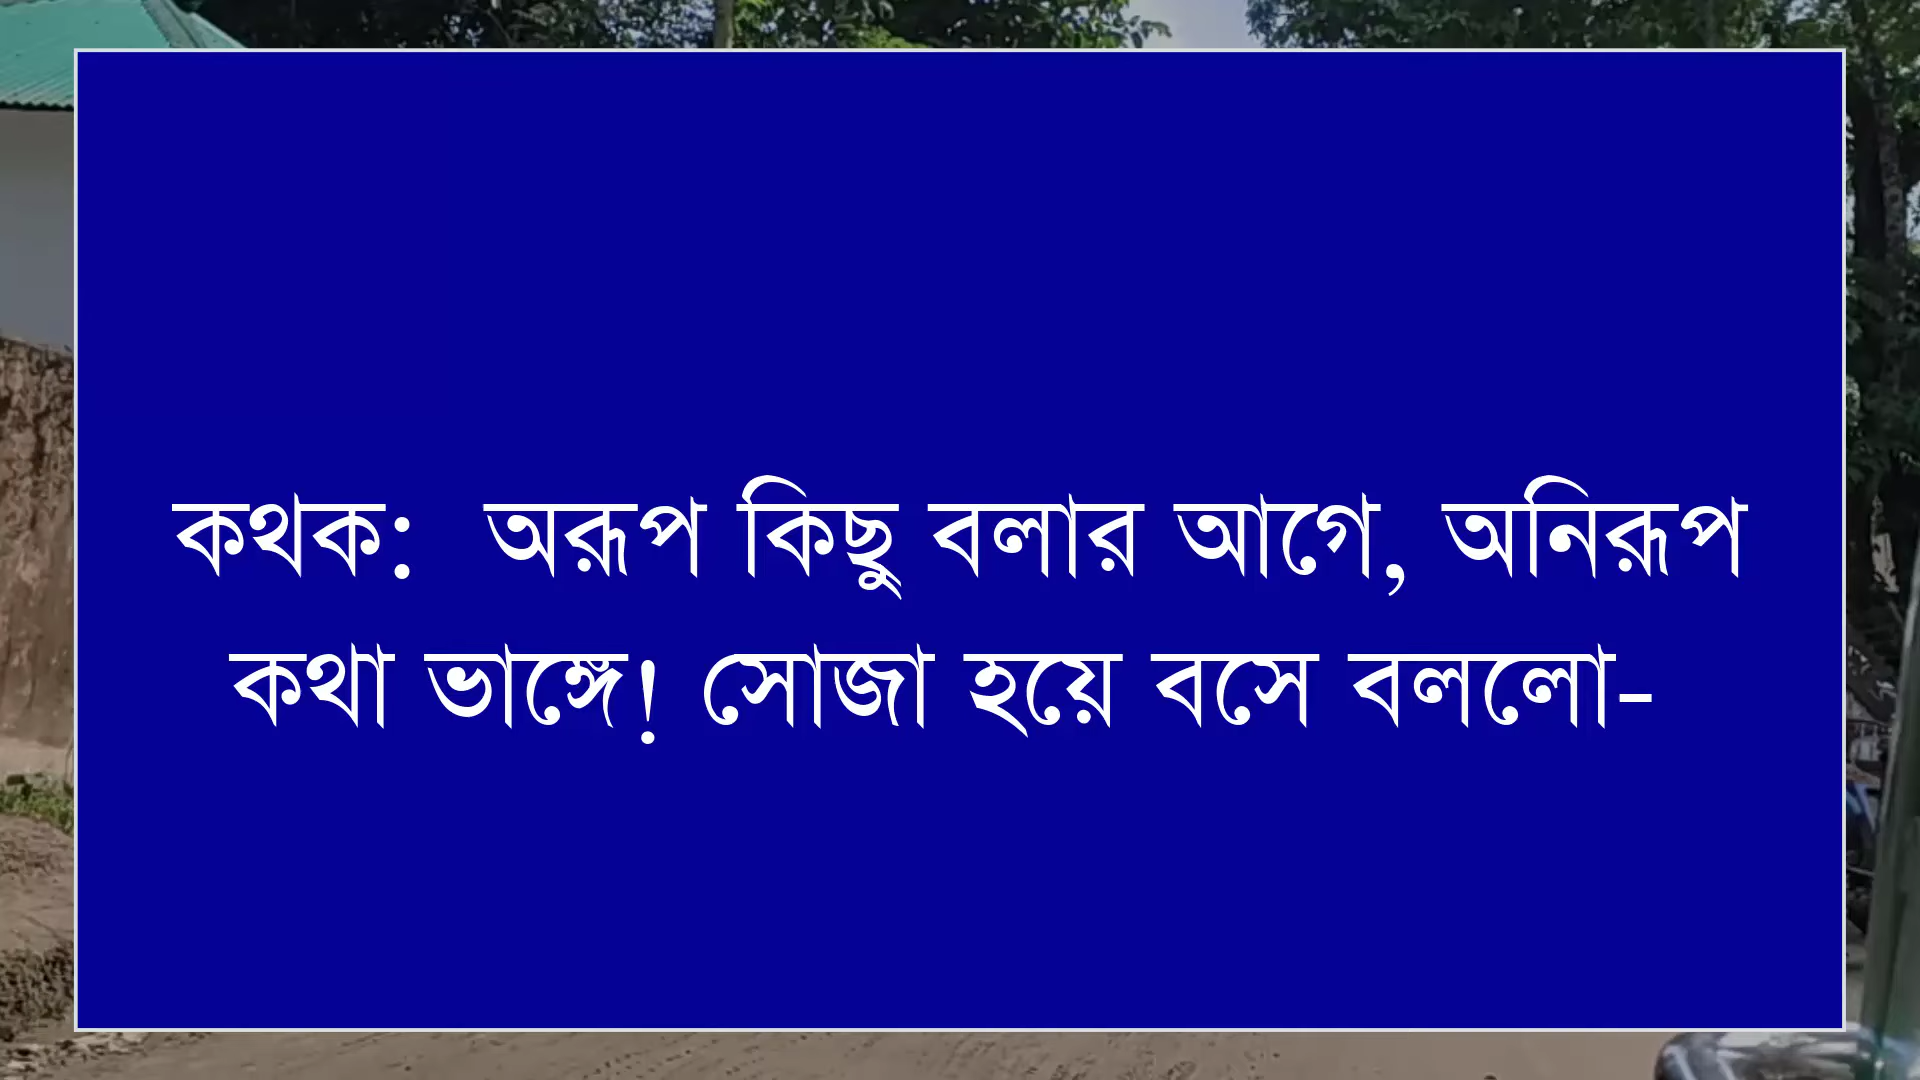 কথক:  অরূপ কিছু বলার আগে, অনিরূপ
কথা ভাঙ্গে! সোজা হয়ে বসে বললো-